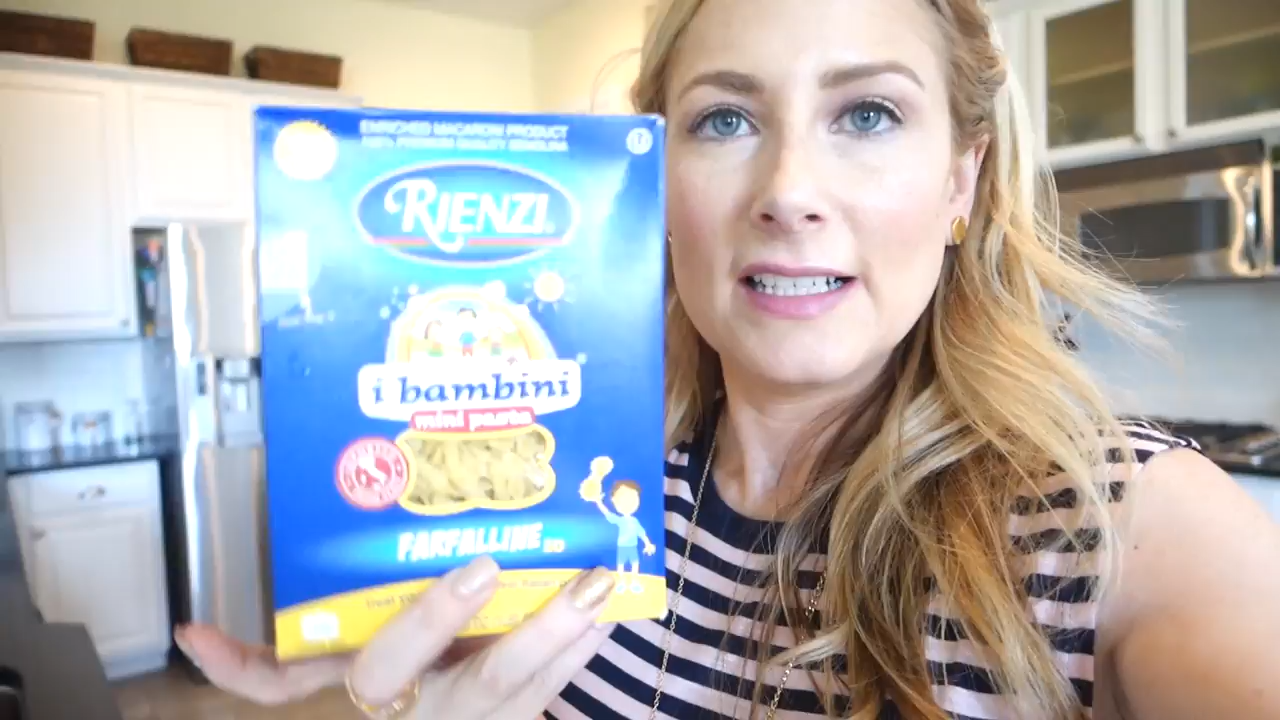 ENRICHED MACARONI PRODUCT
100% PREMIUM QUALITY SEMOLINA
RIENZI
i bambini
mini pasta
FARFALLINE